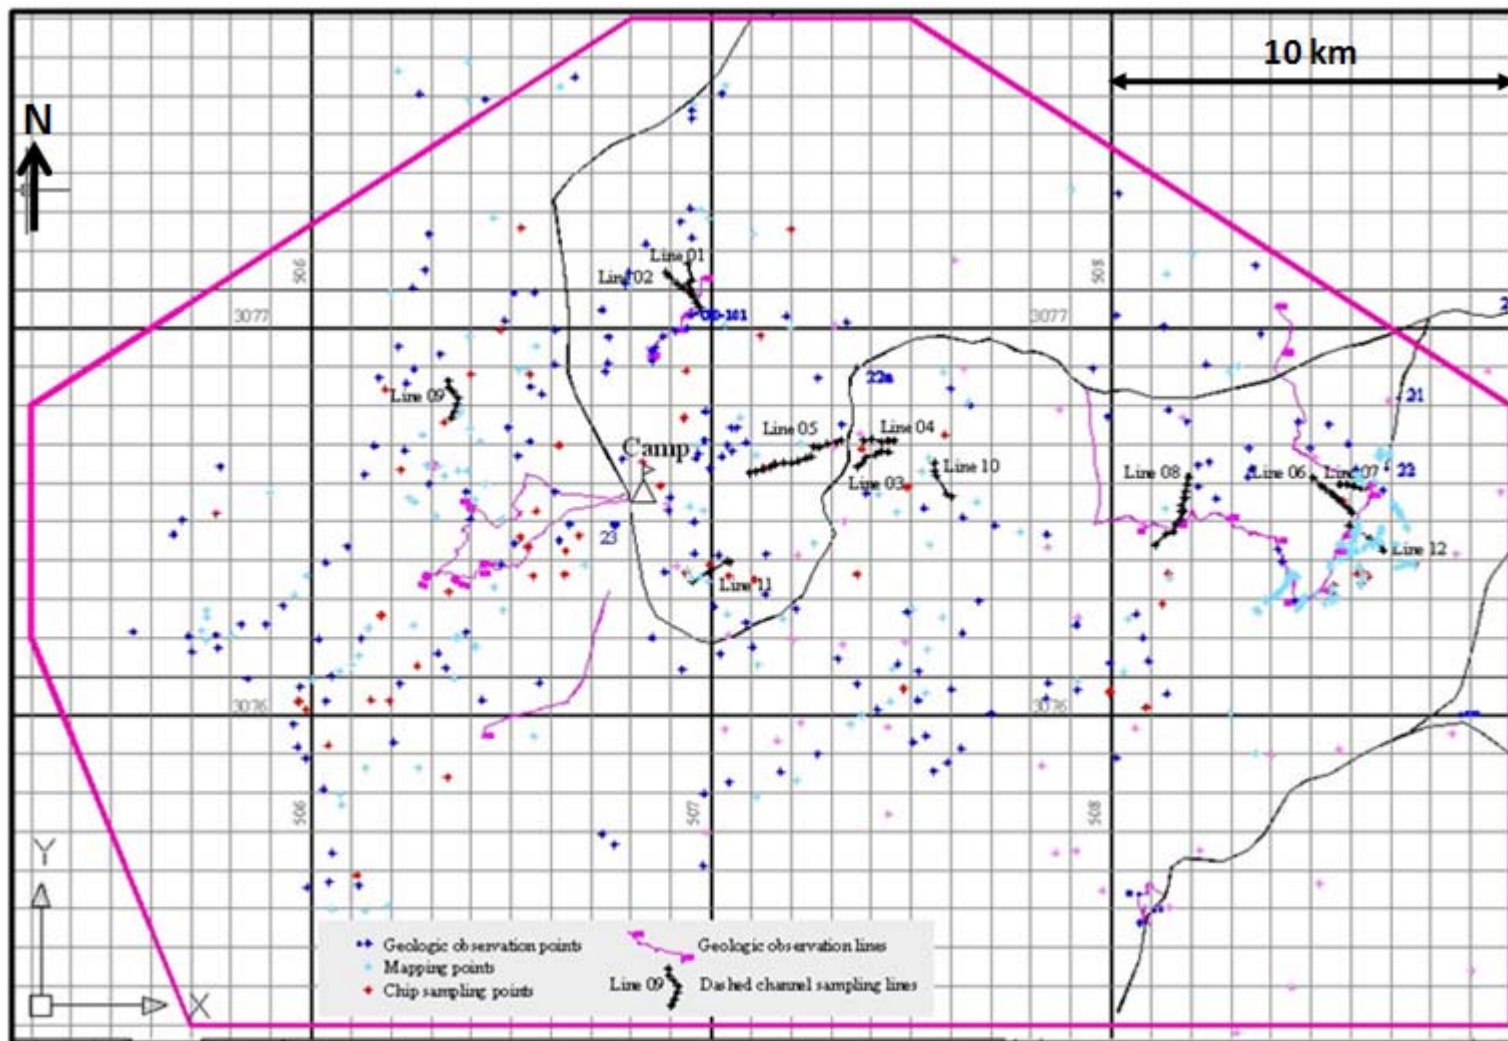 10 km
N
506
508
Line 01
Line 02
3077
3077
22a
Line 09
21
Line 05
Line 04
Camp
Line 03
Line 10
Line 08
Line 06
Line 07
22
23
Line 12
Line 11
3076
3076
506
507
508
Y
X
Geologic observation points
Mapping points
Chip sampling points
Geologic observation lines
Line 09
Dashed channel sampling lines